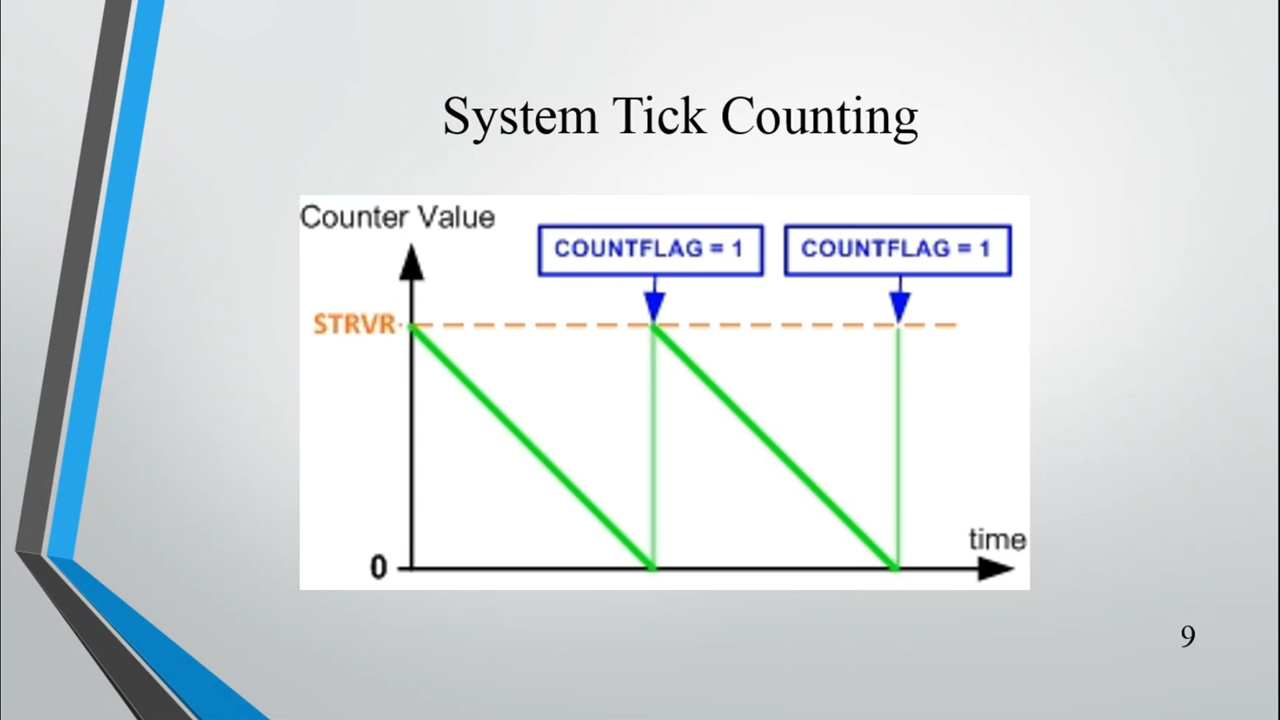 System Tick Counting
Counter Value
COUNTFLAG = 1
COUNTFLAG = 1
STRVR
0
time
9